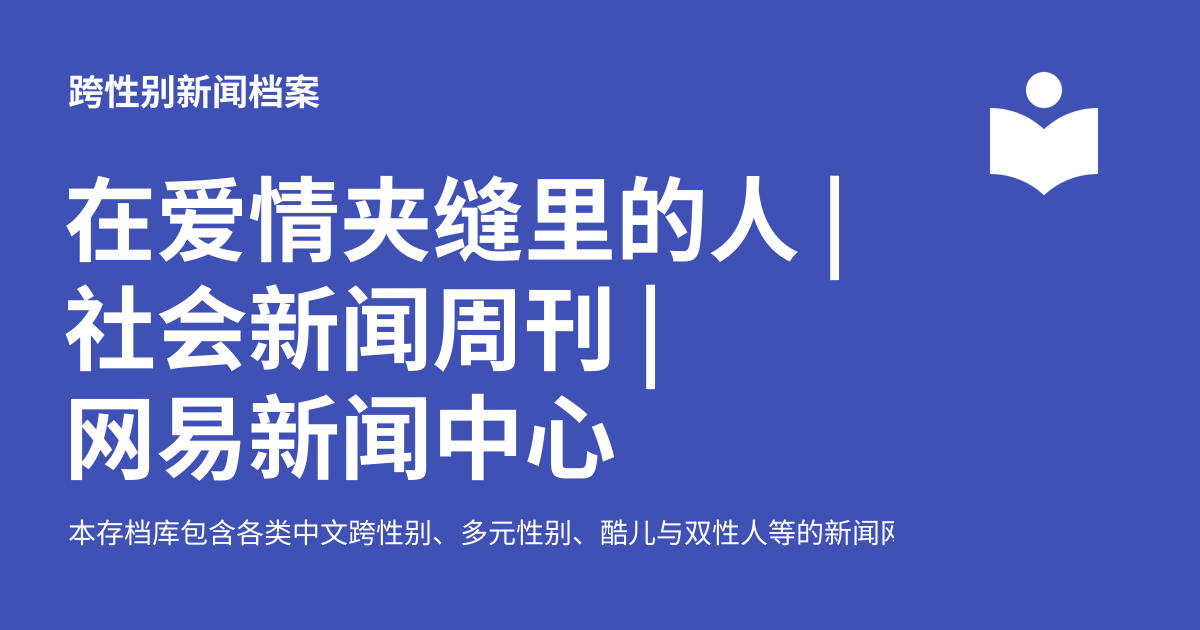 跨性别新闻档案
在爱情夹缝里的人 |
社会新闻周刊 |
网易新闻中心
本存档库包含各类中文跨性别、多元性别、酷儿与双性人等的新闻